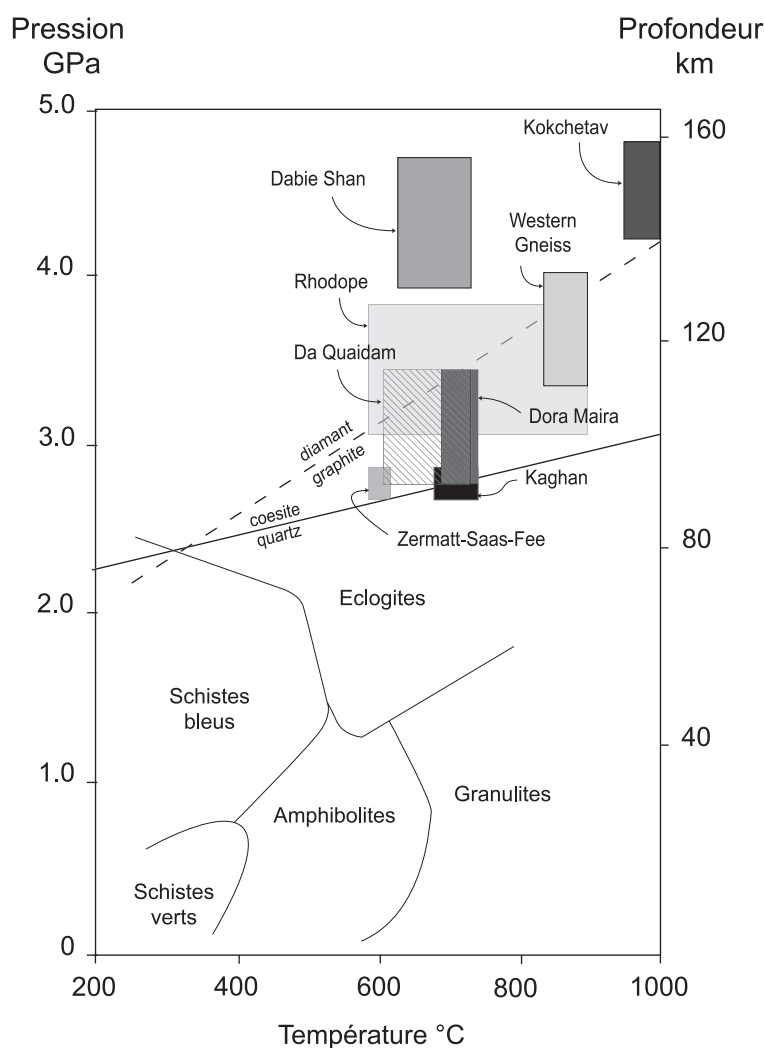 Pression
GPa
Profondeur
km
5.0
4.0
3.0
2.0
1.0
0
160
120
80
40
Kokchetav
Dabie Shan
Western
Gneiss
Rhodope
Da Quaidam
Dora Maira
diamant
graphite
Kaghan
coesite
quartz
Zermatt-Saas-Fee
Eclogites
Schistes
bleus
Granulites
Amphibolites
Schistes
verts
200
400
600
800
1000
Température °C